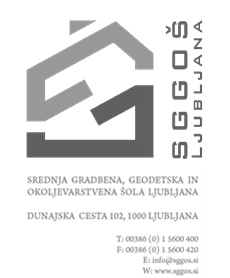 SGGOŠ
LJUBLJANA
SREDNJA GRADBENA, GEODETSKA IN
OKOLJEVARSTVENA ŠOLA LJUBLJANA
DUNAJSKA CESTA 102, 1000 LJUBLJANA
T: 00386 (0) 1 5600 400
F: 00386 (0) 1 5600 420
E: info@sggos.si
W: www.sggos.si